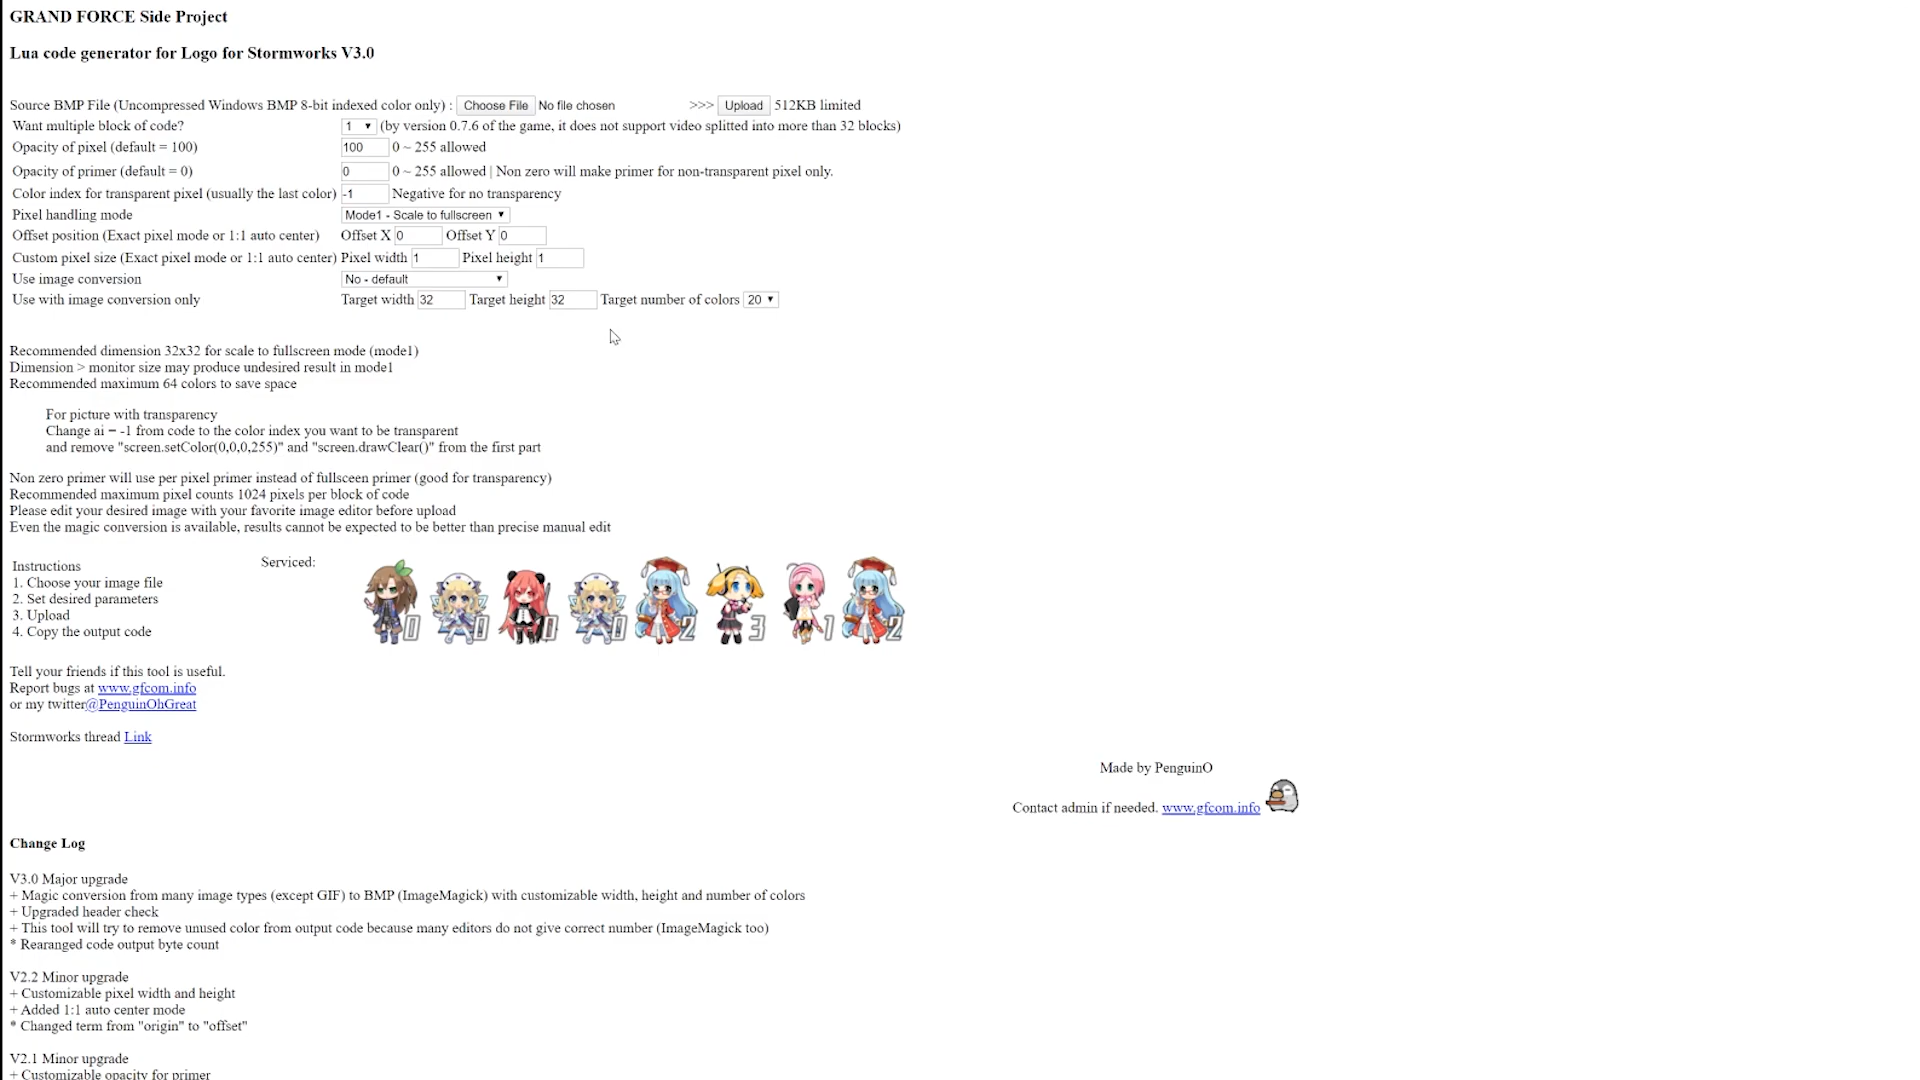 GRAND FORCE Side Project
Lua code generator for Logo for Stormworks V3.0
Source BMP File (Uncompressed Windows BMP 8-bit indexed color only) : Choose File No file chosen >>> Upload 512KB limited
Want multiple block of code? 1 (by version 0.7.6 of the game, it does not support video splitted into more than 32 blocks)
Opacity of pixel (default = 100) 100 0 ~ 255 allowed
Opacity of primer (default = 0) 0 0 ~ 255 allowed | Non zero will make primer for non-transparent pixel only.
Color index for transparent pixel (usually the last color) -1 Negative for no transparency
Pixel handling mode Mode1 - Scale to fullscreen
Offset position (Exact pixel mode or 1:1 auto center) Offset X 0 Offset Y 0
Custom pixel size (Exact pixel mode or 1:1 auto center) Pixel width 1 Pixel height 1
Use image conversion No - default
Use with image conversion only Target width 32 Target height 32 Target number of colors 20
Recommended dimension 32x32 for scale to fullscreen mode (mode1)
Dimension > monitor size may produce undesired result in mode1
Recommended maximum 64 colors to save space
For picture with transparency
Change ai = -1 from code to the color index you want to be transparent
and remove "screen.setColor(0,0,0,255)" and "screen.drawClear()" from the first part
Non zero primer will use per pixel primer instead of fullsceen primer (good for transparency)
Recommended maximum pixel counts 1024 pixels per block of code
Please edit your desired image with your favorite image editor before upload
Even the magic conversion is available, results cannot be expected to be better than precise manual edit
Instructions
1. Choose your image file
2. Set desired parameters
3. Upload
4. Copy the output code
Serviced:
0 0 0 0 2 3 1 2
Tell your friends if this tool is useful.
Report bugs at www.gfcom.info
or my twitter@PenguinOhGreat
Stormworks thread Link
Made by PenguinO
Contact admin if needed. www.gfcom.info
Change Log
V3.0 Major upgrade
+ Magic conversion from many image types (except GIF) to BMP (ImageMagick) with customizable width, height and number of colors
+ Upgraded header check
+ This tool will try to remove unused color from output code because many editors do not give correct number (ImageMagick too)
* Rearanged code output byte count
V2.2 Minor upgrade
+ Customizable pixel width and height
+ Added 1:1 auto center mode
* Changed term from "origin" to "offset"
V2.1 Minor upgrade
+ Customizable opacity for primer